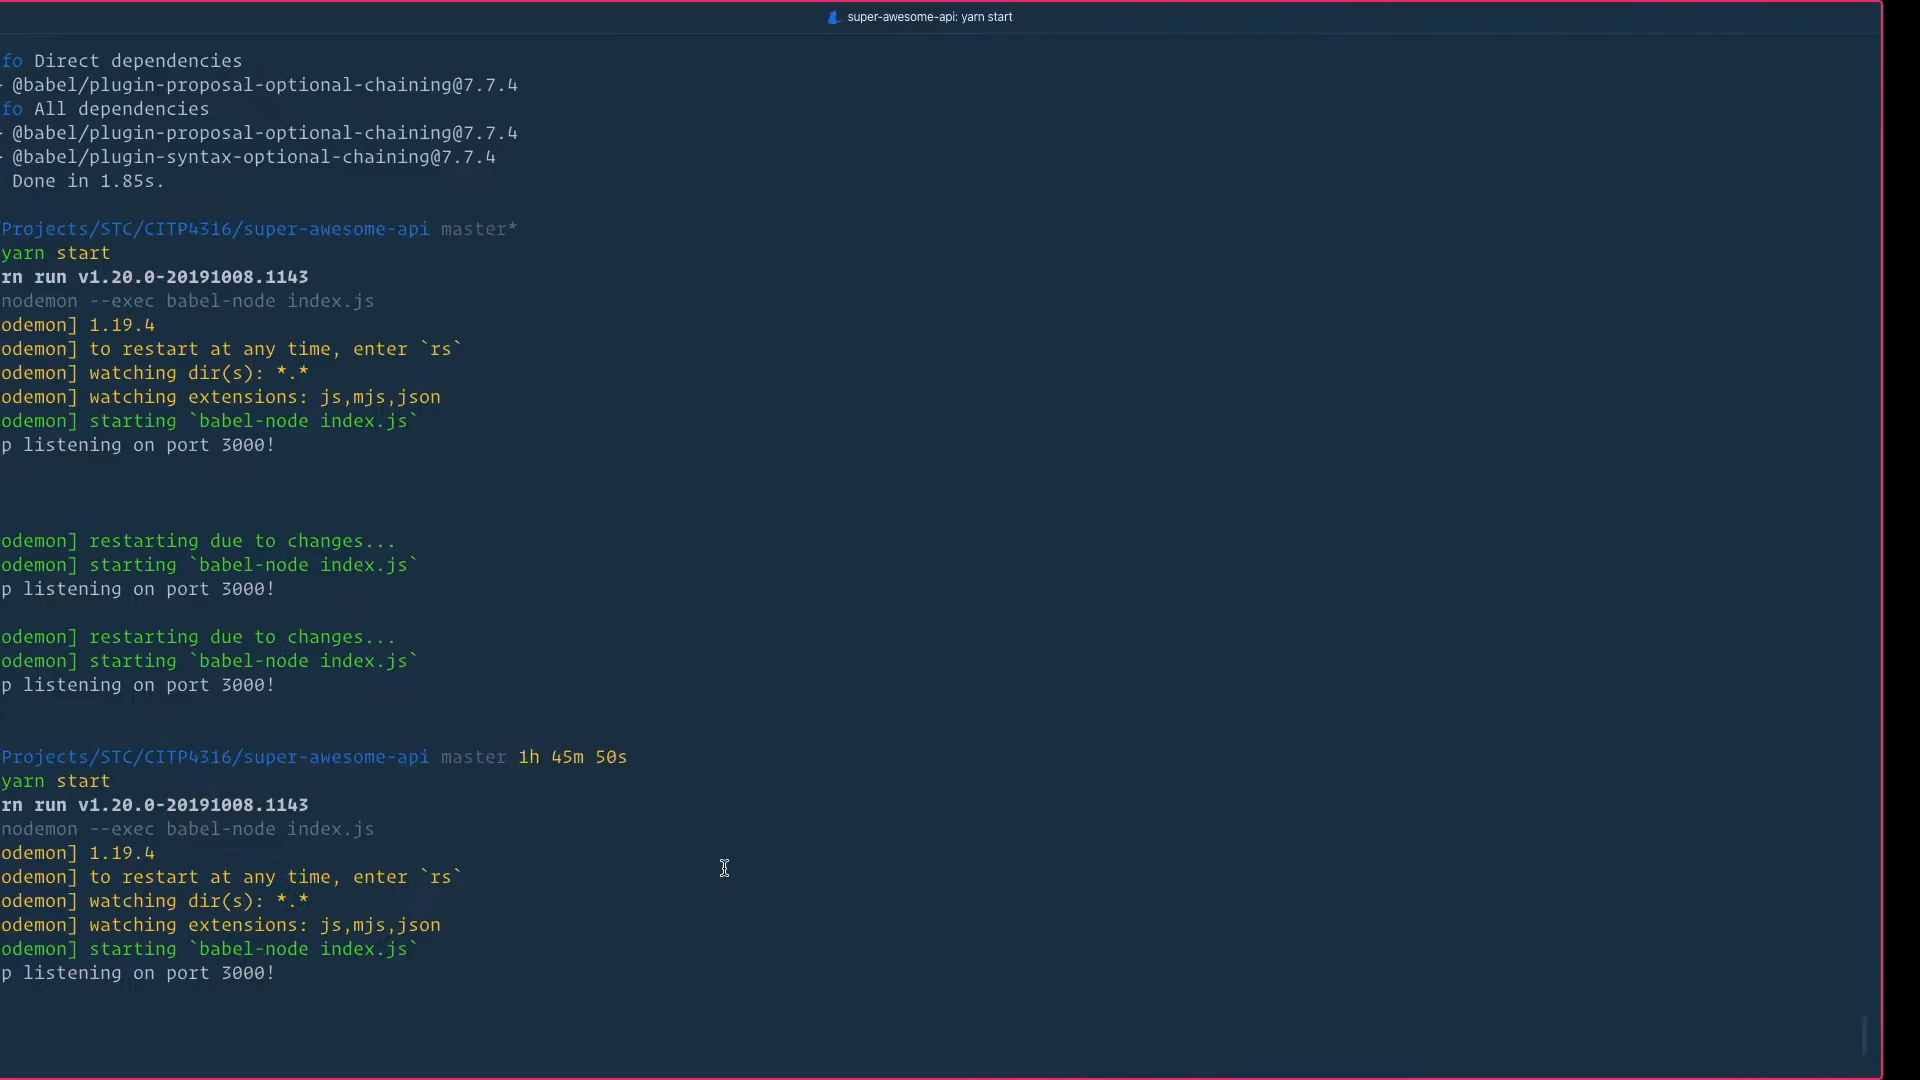 super-awesome-api: yarn start
fo Direct dependencies
- @babel/plugin-proposal-optional-chaining@7.7.4
fo All dependencies
- @babel/plugin-proposal-optional-chaining@7.7.4
- @babel/plugin-syntax-optional-chaining@7.7.4
Done in 1.85s.
Projects/STC/CITP4316/super-awesome-api master*
yarn start
rn run v1.20.0-20191008.1143
nodemon --exec babel-node index.js
odemon] 1.19.4
odemon] to restart at any time, enter `rs`
odemon] watching dir(s): *.*
odemon] watching extensions: js,mjs,json
odemon] starting `babel-node index.js`
p listening on port 3000!
odemon] restarting due to changes...
odemon] starting `babel-node index.js`
p listening on port 3000!
odemon] restarting due to changes...
odemon] starting `babel-node index.js`
p listening on port 3000!
Projects/STC/CITP4316/super-awesome-api master 1h 45m 50s
yarn start
rn run v1.20.0-20191008.1143
nodemon --exec babel-node index.js
odemon] 1.19.4
odemon] to restart at any time, enter `rs`
odemon] watching dir(s): *.*
odemon] watching extensions: js,mjs,json
odemon] starting `babel-node index.js`
p listening on port 3000!